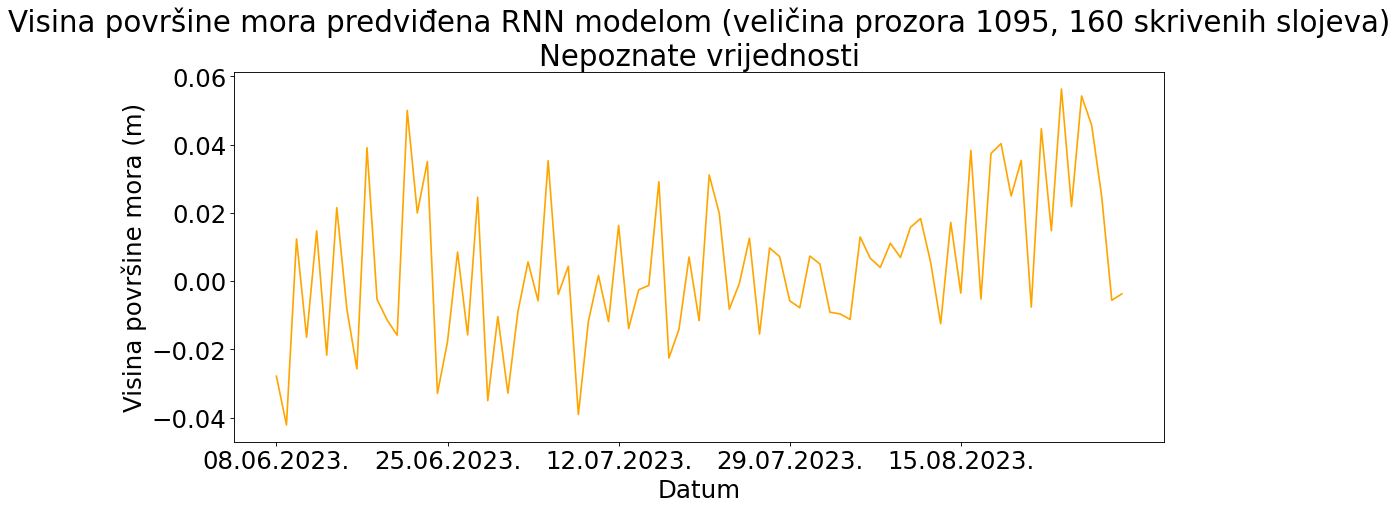 Visina površine mora predviđena RNN modelom (veličina prozora 1095, 160 skrivenih slojeva)
Nepoznate vrijednosti
Visina površine mora (m)
0.06
0.04
0.02
0.00
−0.02
−0.04
08.06.2023.
25.06.2023.
12.07.2023.
29.07.2023.
15.08.2023.
Datum